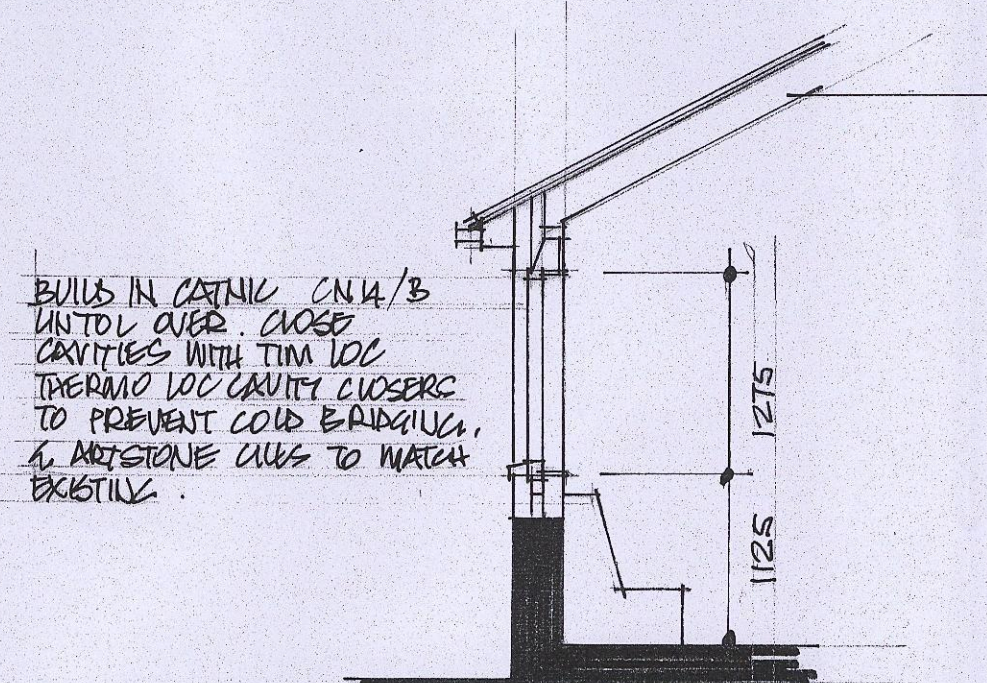 BUILD IN CATNIC CN14/B
LINTOL OVER. CLOSE
CAVITIES WITH TIM LOC
THERMO LOC CAVITY CLOSERS
TO PREVENT COLD BRIDGING.
& ARTSTONE CILLS TO MATCH
EXISTING.
1275
1125